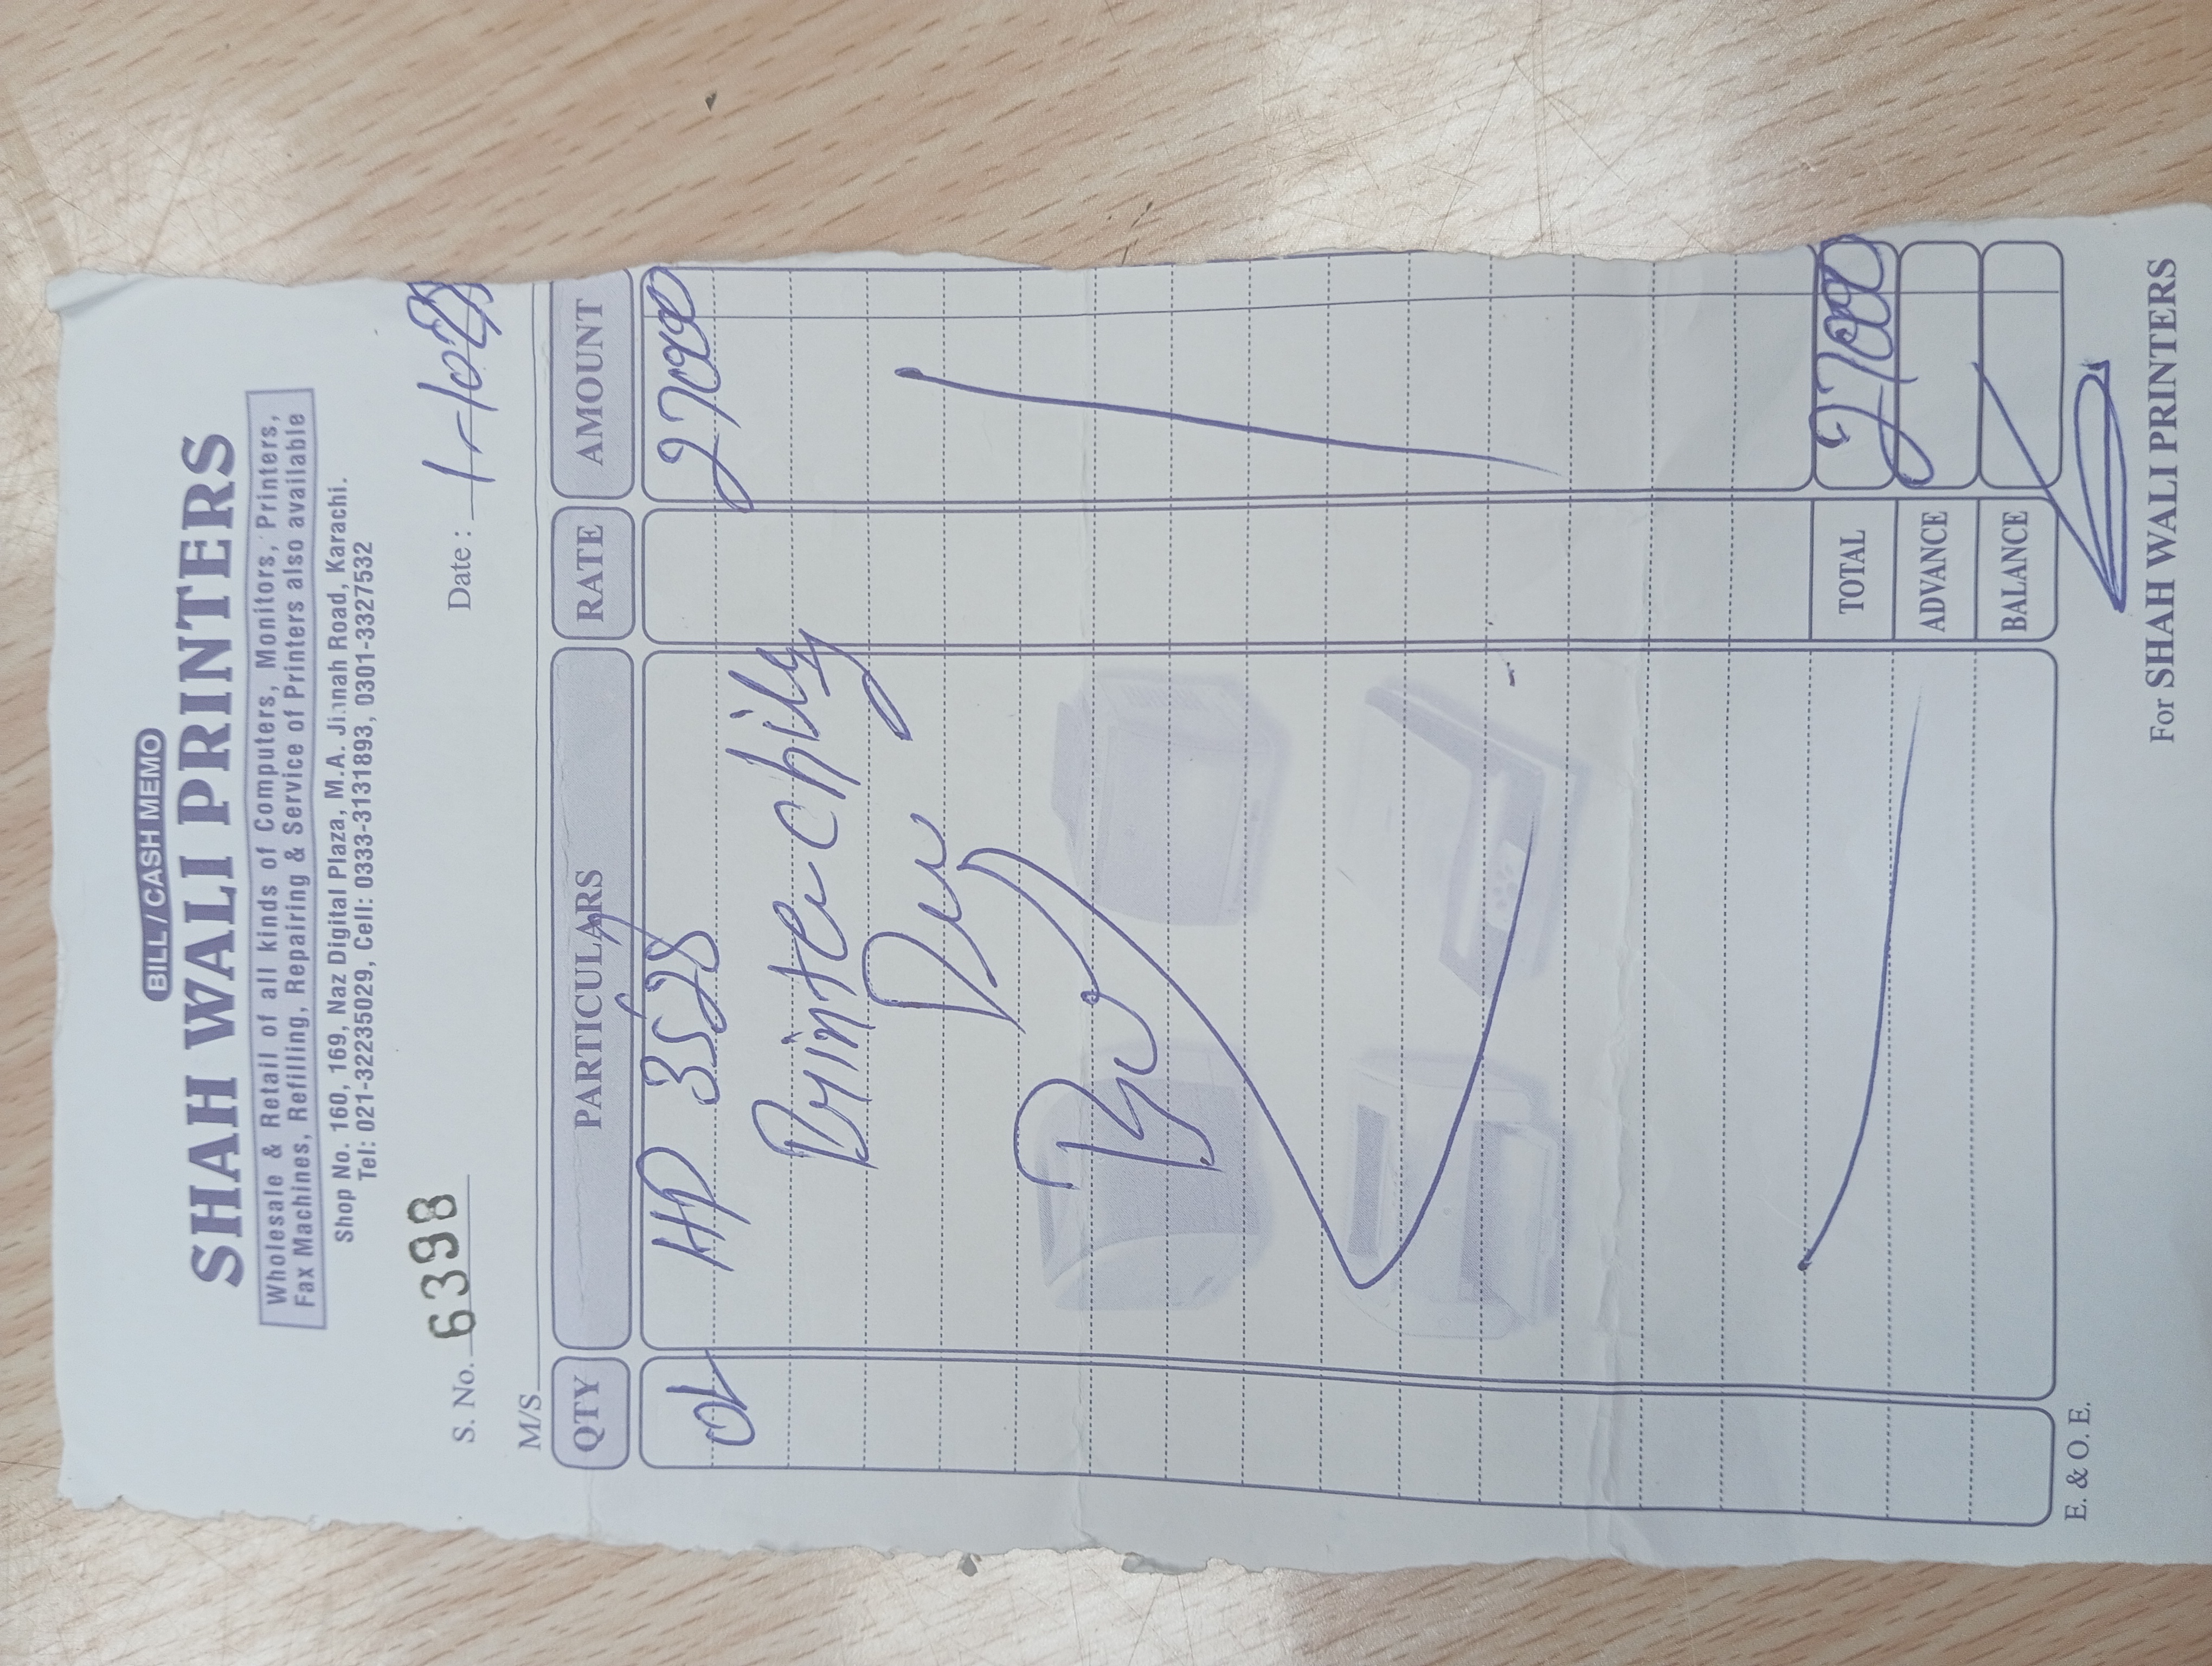 BILL / CASH MEMO
SHAH WALI PRINTERS
Wholesale & Retail of all kinds of Computers, Monitors, Printers,
Fax Machines, Refilling, Repairing & Service of Printers also available
Shop No. 160, 169, Naz Digital Plaza, M.A. Jinnah Road, Karachi.
Tel: 021-32235029, Cell: 0333-3131893, 0301-3327532
S. No. 6398 Date :
M/S
QTY PARTICULARS RATE AMOUNT
01 HP 3528 27000
Printer only
TOTAL 27000
ADVANCE
BALANCE
E. & O. E.
For SHAH WALI PRINTERS